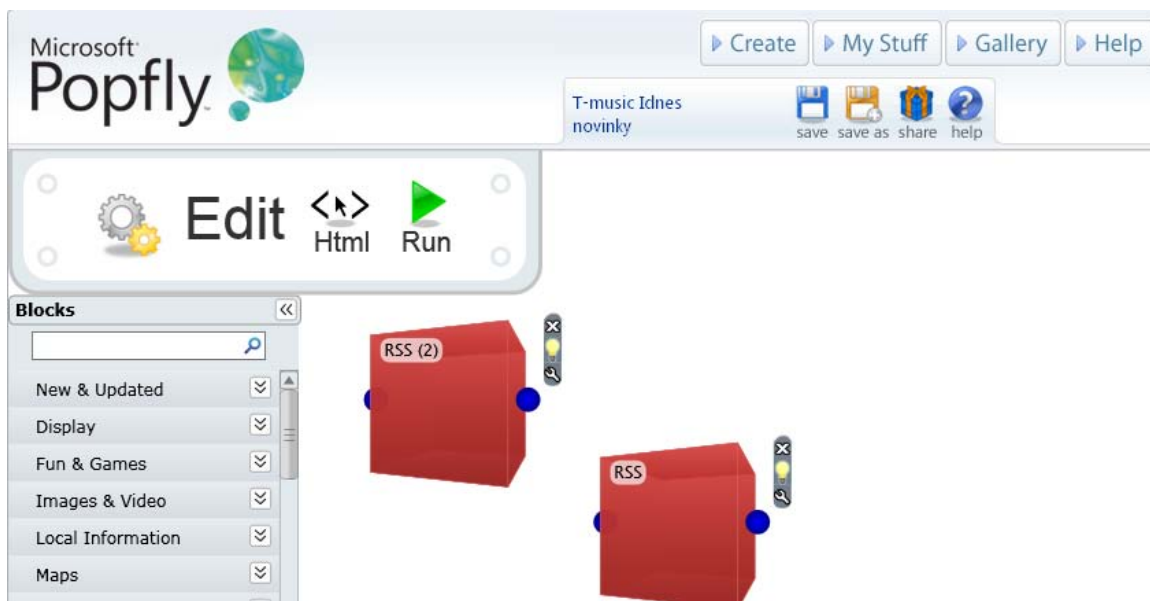 Microsoft
Popfly
Create
My Stuff
Gallery
Help
T-music Idnes
novinky
save
save as
share
help
Edit
<> Html
Run
Blocks
RSS (2)
New & Updated
Display
Fun & Games
RSS
Images & Video
Local Information
Maps